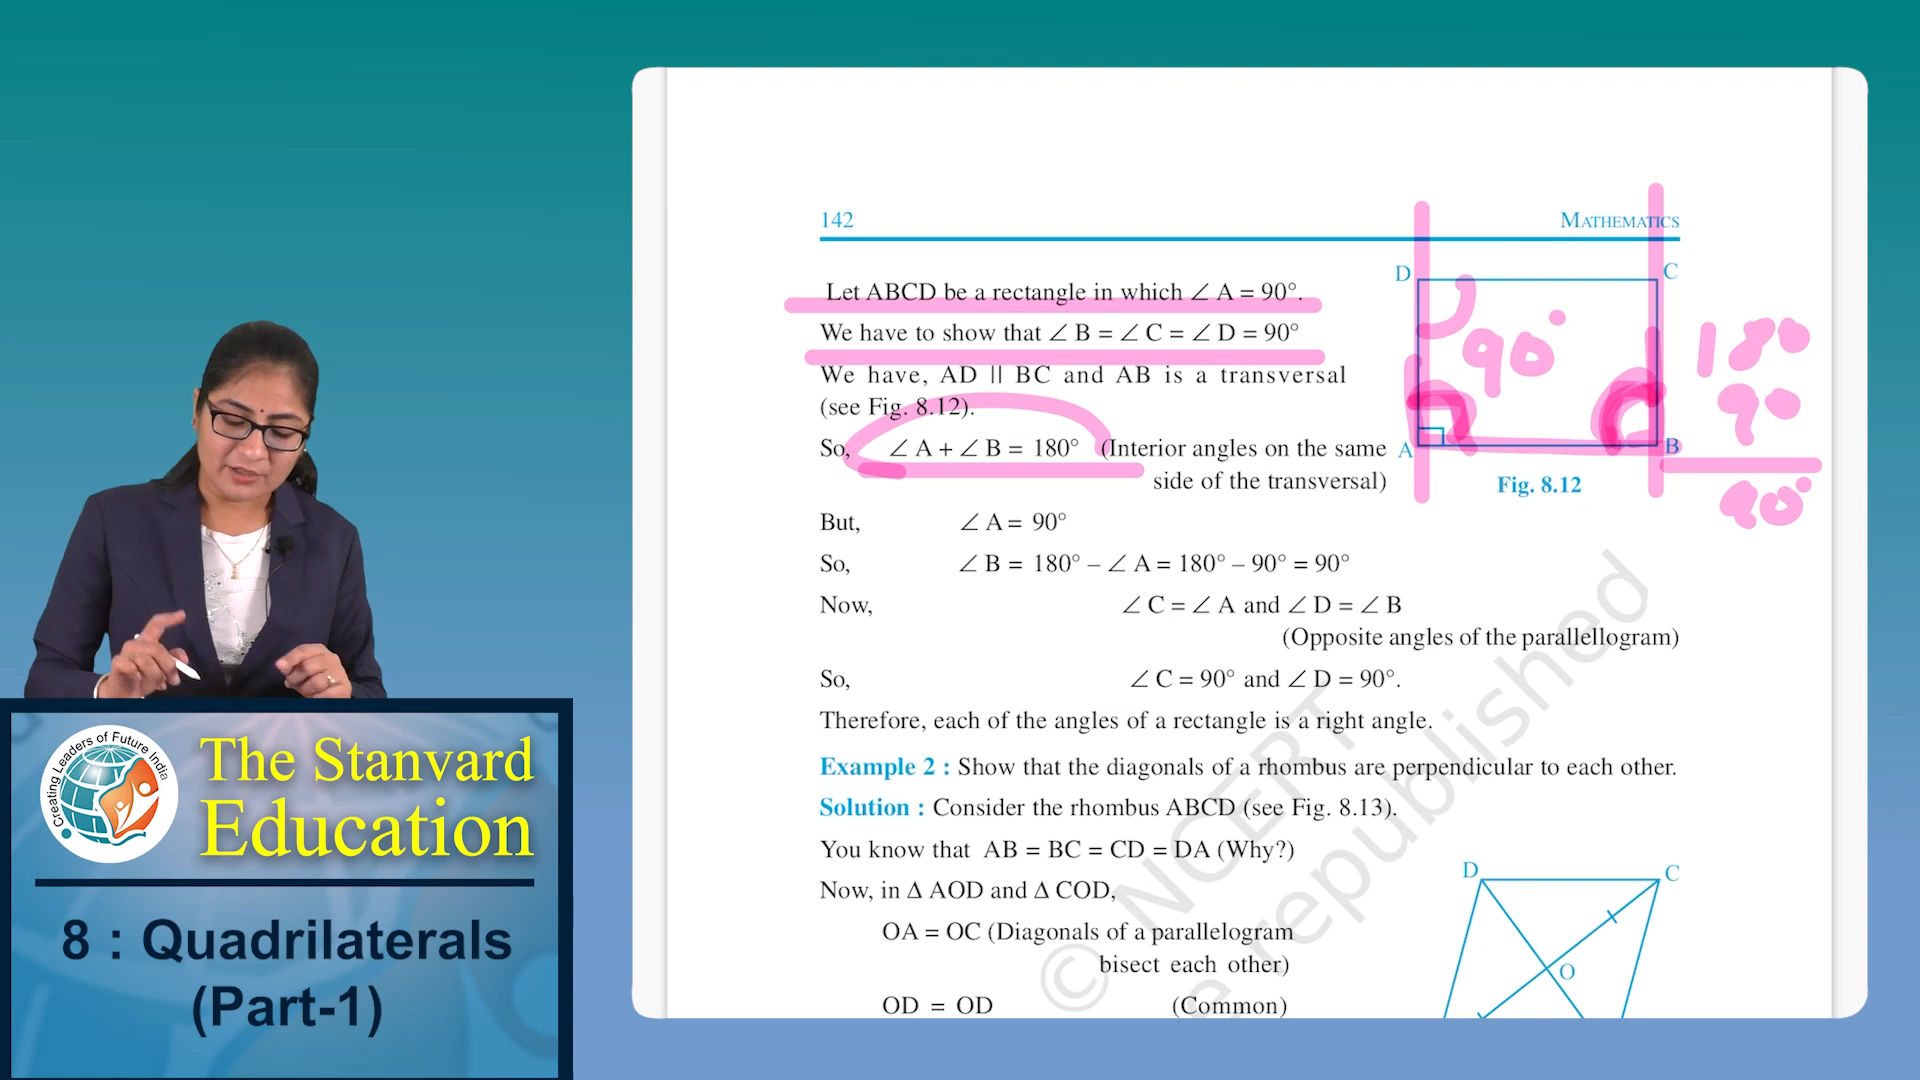 142
MATHEMATICS
Let ABCD be a rectangle in which ∠ A = 90°.
We have to show that ∠ B = ∠ C = ∠ D = 90°
We have, AD || BC and AB is a transversal
(see Fig. 8.12).
So, ∠ A + ∠ B = 180° (Interior angles on the same
side of the transversal)
But, ∠ A = 90°
So, ∠ B = 180° – ∠ A = 180° – 90° = 90°
Now, ∠ C = ∠ A and ∠ D = ∠ B
(Opposite angles of the parallellogram)
So, ∠ C = 90° and ∠ D = 90°.
Therefore, each of the angles of a rectangle is a right angle.
Example 2 : Show that the diagonals of a rhombus are perpendicular to each other.
Solution : Consider the rhombus ABCD (see Fig. 8.13).
You know that AB = BC = CD = DA (Why?)
Now, in Δ AOD and Δ COD,
OA = OC (Diagonals of a parallelogram
bisect each other)
OD = OD (Common)
D C
90°
A B
Fig. 8.12
180
90
90°
D C
O
© NCERT
republished
Creating Leaders of Future India
The Stanvard
Education
8 : Quadrilaterals
(Part-1)